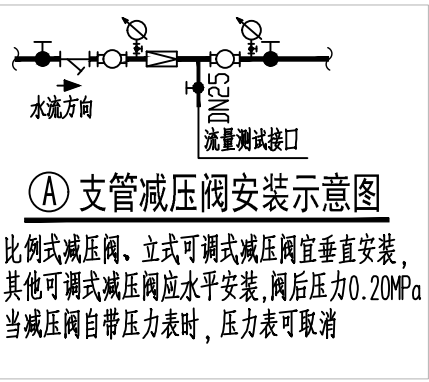 DN25
水流方向
流量测试接口
A 支管减压阀安装示意图
比例式减压阀、立式可调式减压阀宜垂直安装,
其他可调式减压阀应水平安装,阀后压力0.20MPa
当减压阀自带压力表时,压力表可取消